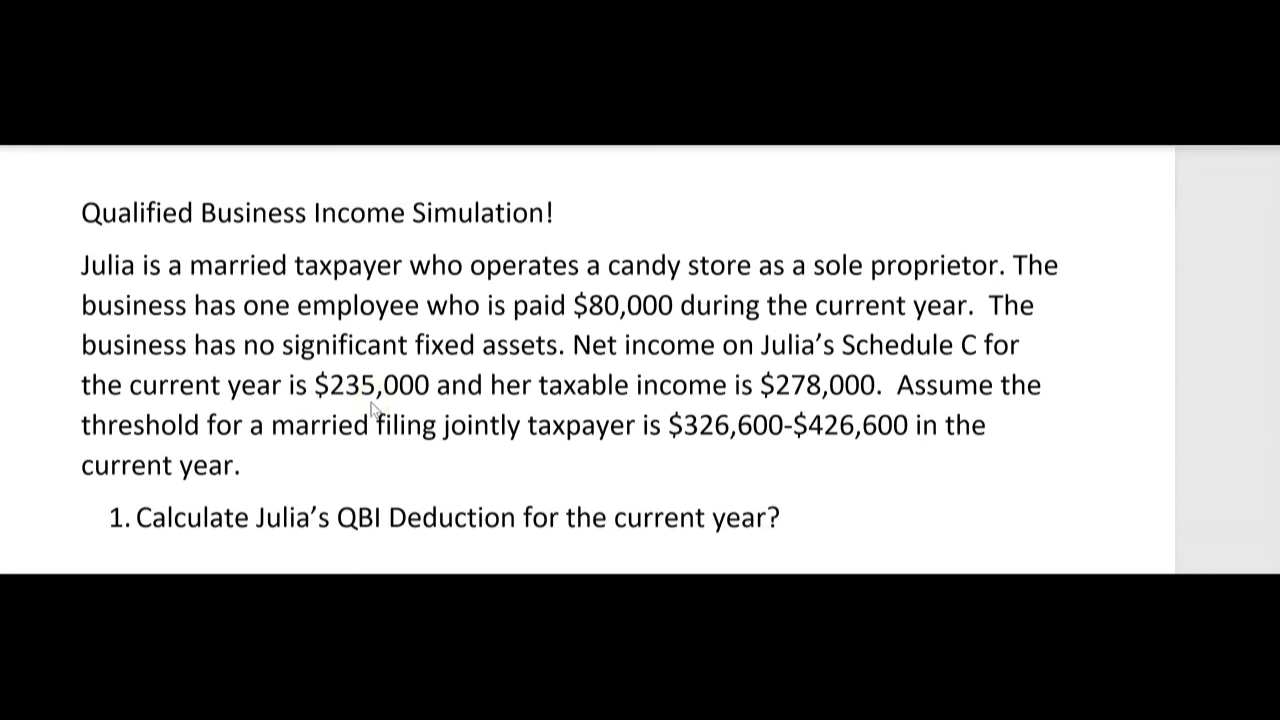 Qualified Business Income Simulation!
Julia is a married taxpayer who operates a candy store as a sole proprietor. The
business has one employee who is paid $80,000 during the current year.  The
business has no significant fixed assets. Net income on Julia’s Schedule C for
the current year is $235,000 and her taxable income is $278,000.  Assume the
threshold for a married filing jointly taxpayer is $326,600-$426,600 in the
current year.
1. Calculate Julia’s QBI Deduction for the current year?